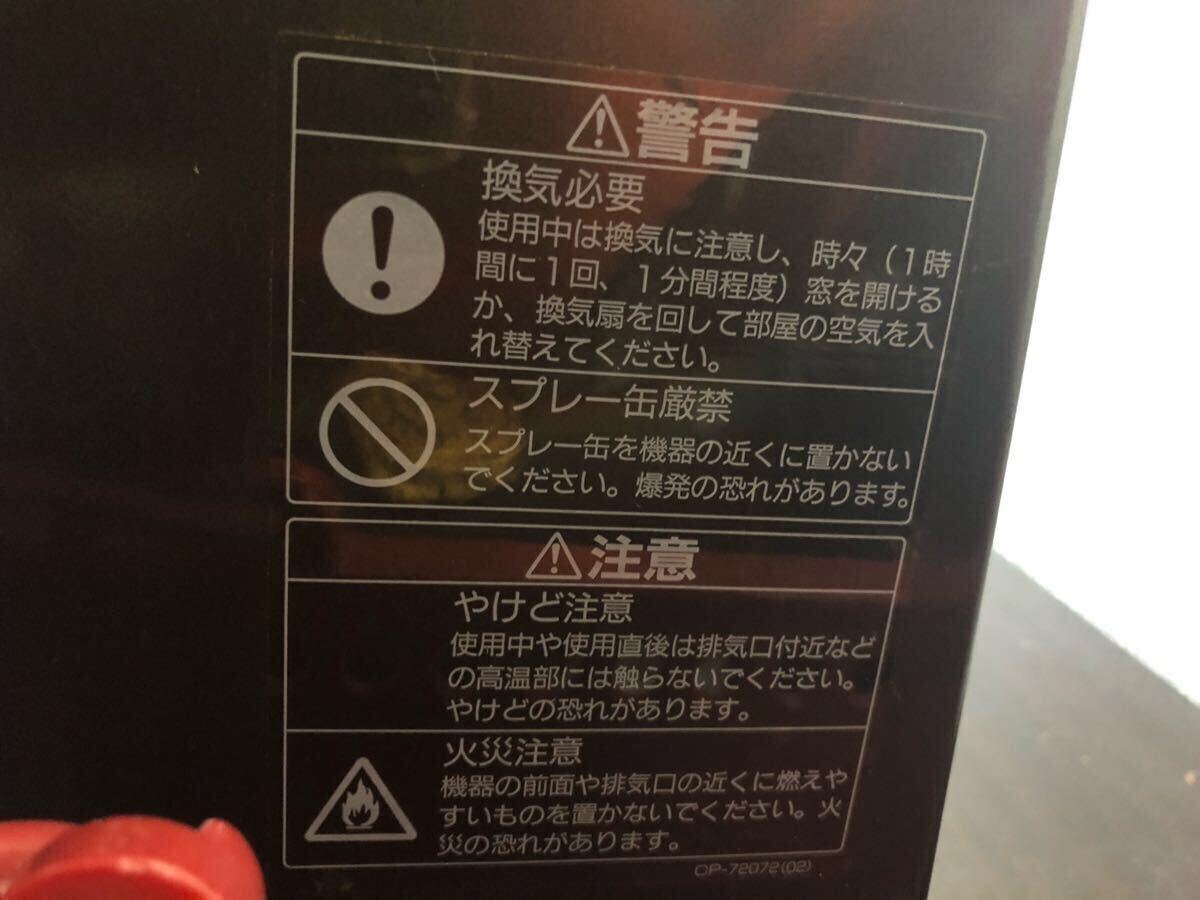 警告
換気必要
使用中は換気に注意し、時々（1時
間に1回、1分間程度）窓を開ける
か、換気扇を回して部屋の空気を入
れ替えてください。
スプレー缶厳禁
スプレー缶を機器の近くに置かない
でください。爆発の恐れがあります。
注意
やけど注意
使用中や使用直後は排気口付近など
の高温部には触らないでください。
やけどの恐れがあります。
火災注意
機器の前面や排気口の近くに燃えや
すいものを置かないでください。火
災の恐れがあります。
OP-72072(02)